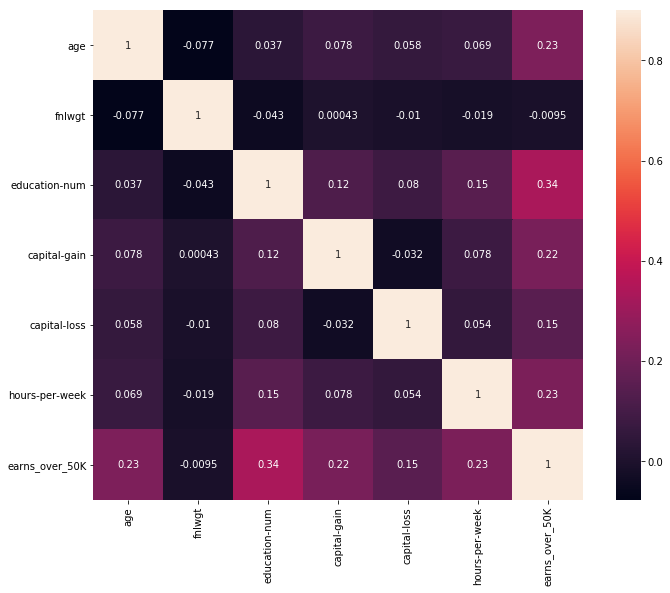 age 1 -0.077 0.037 0.078 0.058 0.069 0.23
fnlwgt -0.077 1 -0.043 0.00043 -0.01 -0.019 -0.0095
education-num 0.037 -0.043 1 0.12 0.08 0.15 0.34
capital-gain 0.078 0.00043 0.12 1 -0.032 0.078 0.22
capital-loss 0.058 -0.01 0.08 -0.032 1 0.054 0.15
hours-per-week 0.069 -0.019 0.15 0.078 0.054 1 0.23
earns_over_50K 0.23 -0.0095 0.34 0.22 0.15 0.23 1
age fnlwgt education-num capital-gain capital-loss hours-per-week earns_over_50K
0.8
0.6
0.4
0.2
0.0